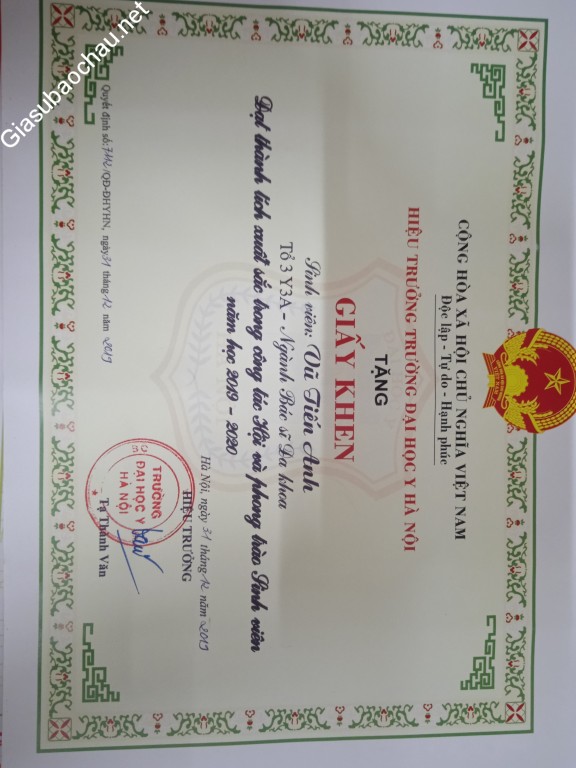 Giasubaochau.net
CỘNG HÒA XÃ HỘI CHỦ NGHĨA VIỆT NAM
Độc lập - Tự do - Hạnh phúc
HIỆU TRƯỞNG TRƯỜNG ĐẠI HỌC Y HÀ NỘI
TẶNG
GIẤY KHEN
Sinh viên: Vũ Tiến Anh
Tổ 3 Y3A - Ngành Bác sĩ Đa khoa
Đạt thành tích xuất sắc trong công tác Hội và phong trào Sinh viên
năm học 2019 - 2020
Hà Nội, ngày 31 tháng 12 năm 2019
HIỆU TRƯỞNG
TRƯỜNG
ĐẠI HỌC Y
HÀ NỘI
Tạ Thành Văn
Quyết định số: /QĐ-ĐHYHN, ngày 31 tháng 12 năm 2019